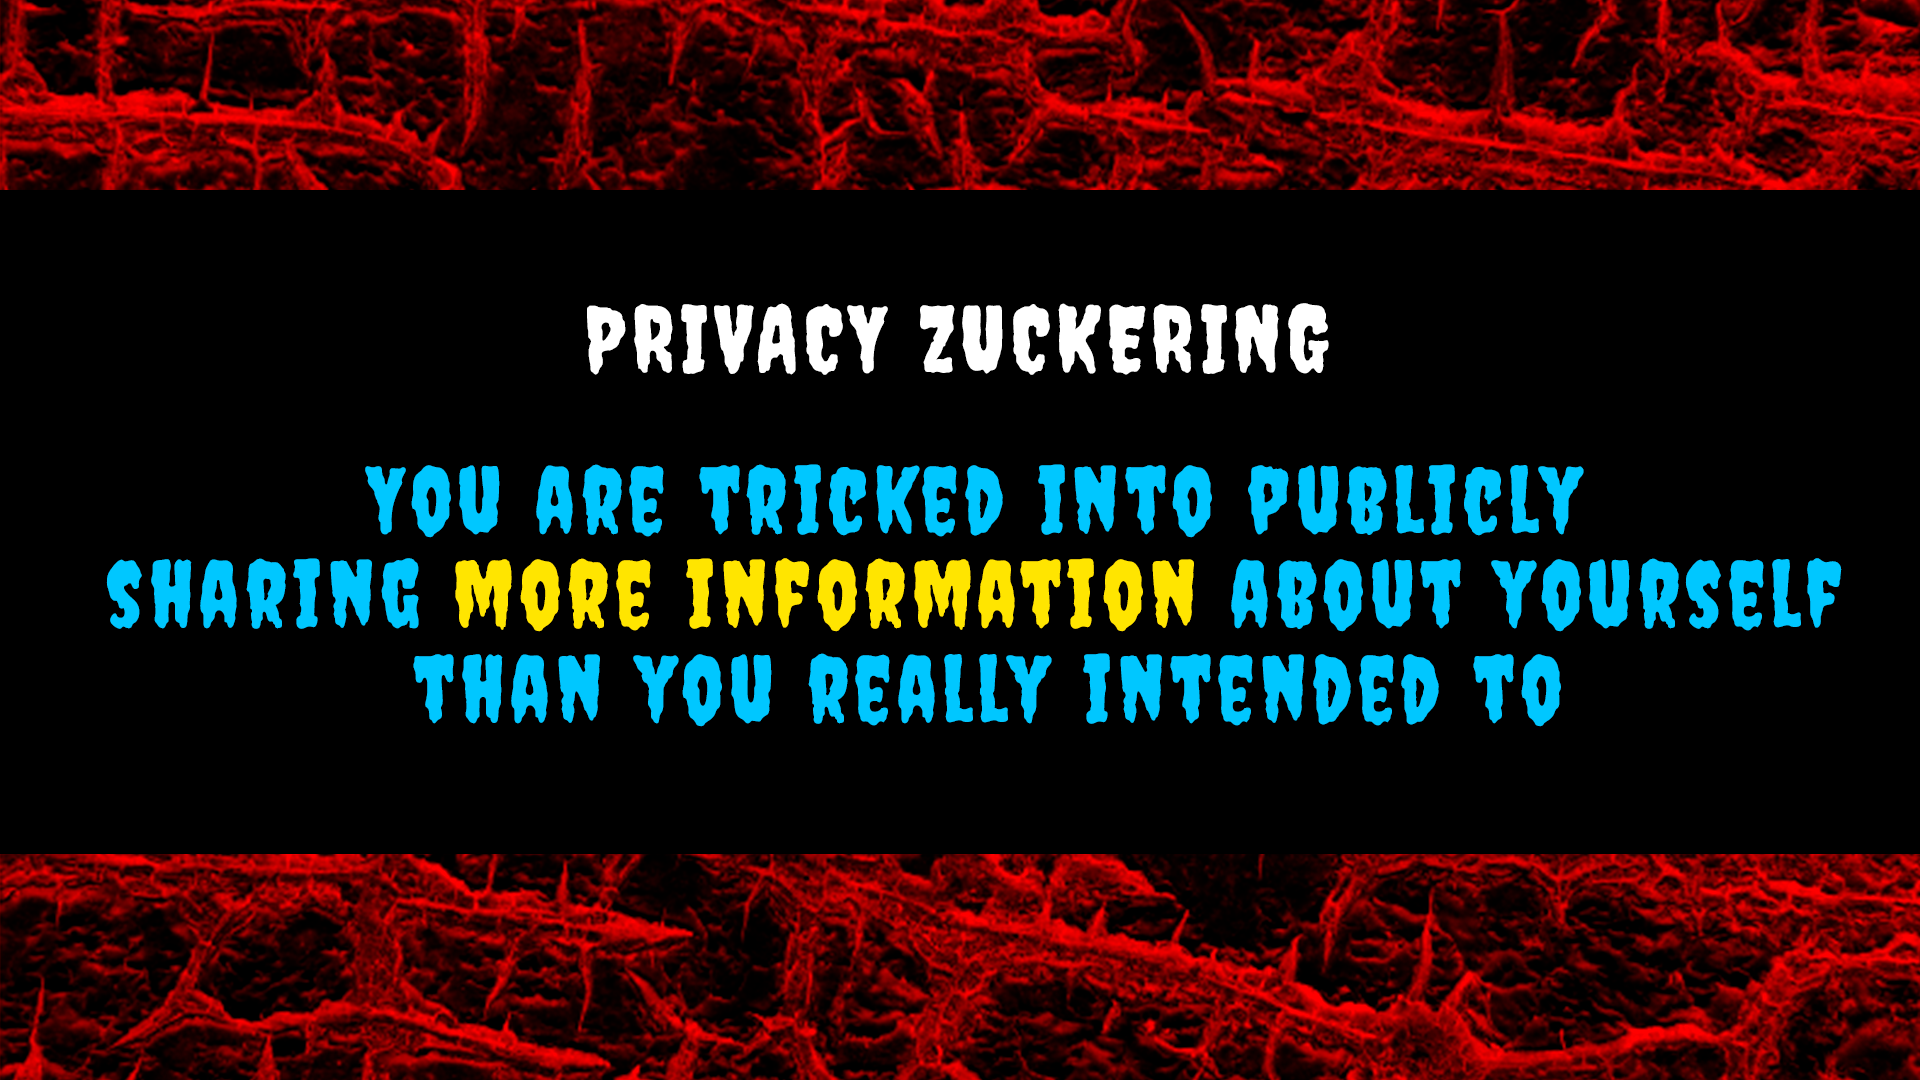 PRIVACY ZUCKERING
YOU ARE TRICKED INTO PUBLICLY
SHARING MORE INFORMATION ABOUT YOURSELF
THAN YOU REALLY INTENDED TO